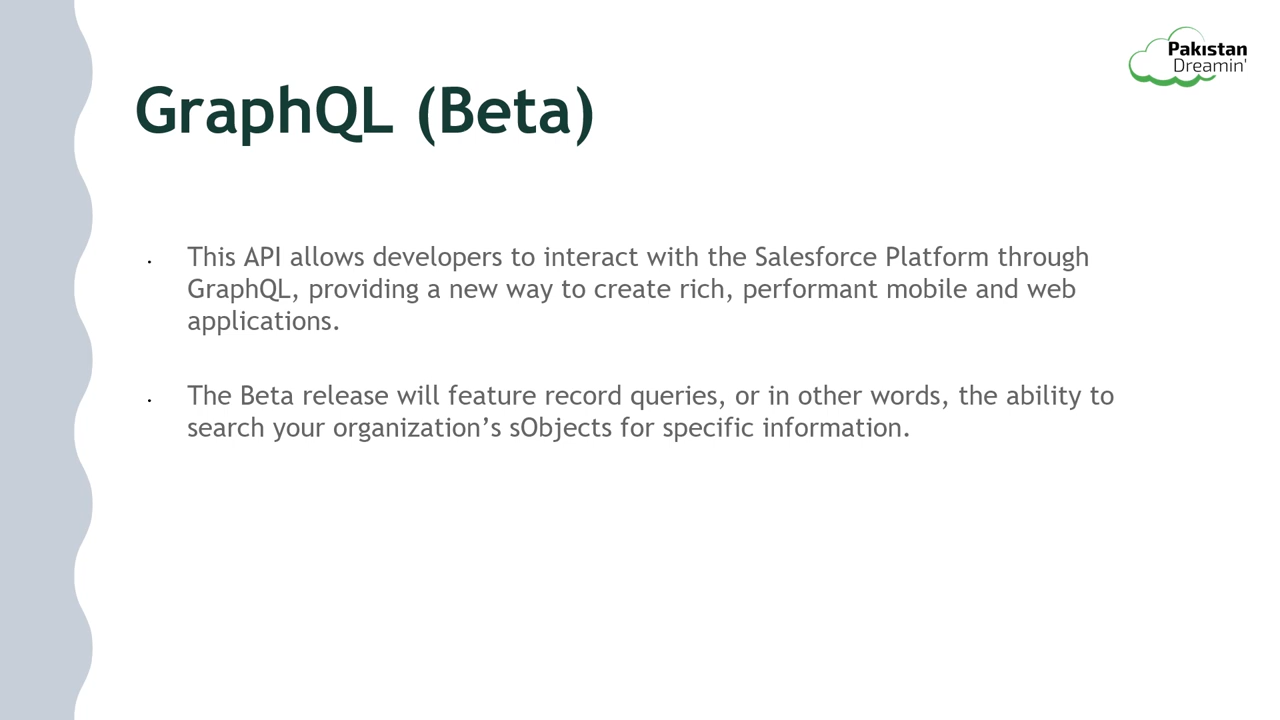 Pakistan
Dreamin'
GraphQL (Beta)
This API allows developers to interact with the Salesforce Platform through
GraphQL, providing a new way to create rich, performant mobile and web
applications.
The Beta release will feature record queries, or in other words, the ability to
search your organization’s sObjects for specific information.